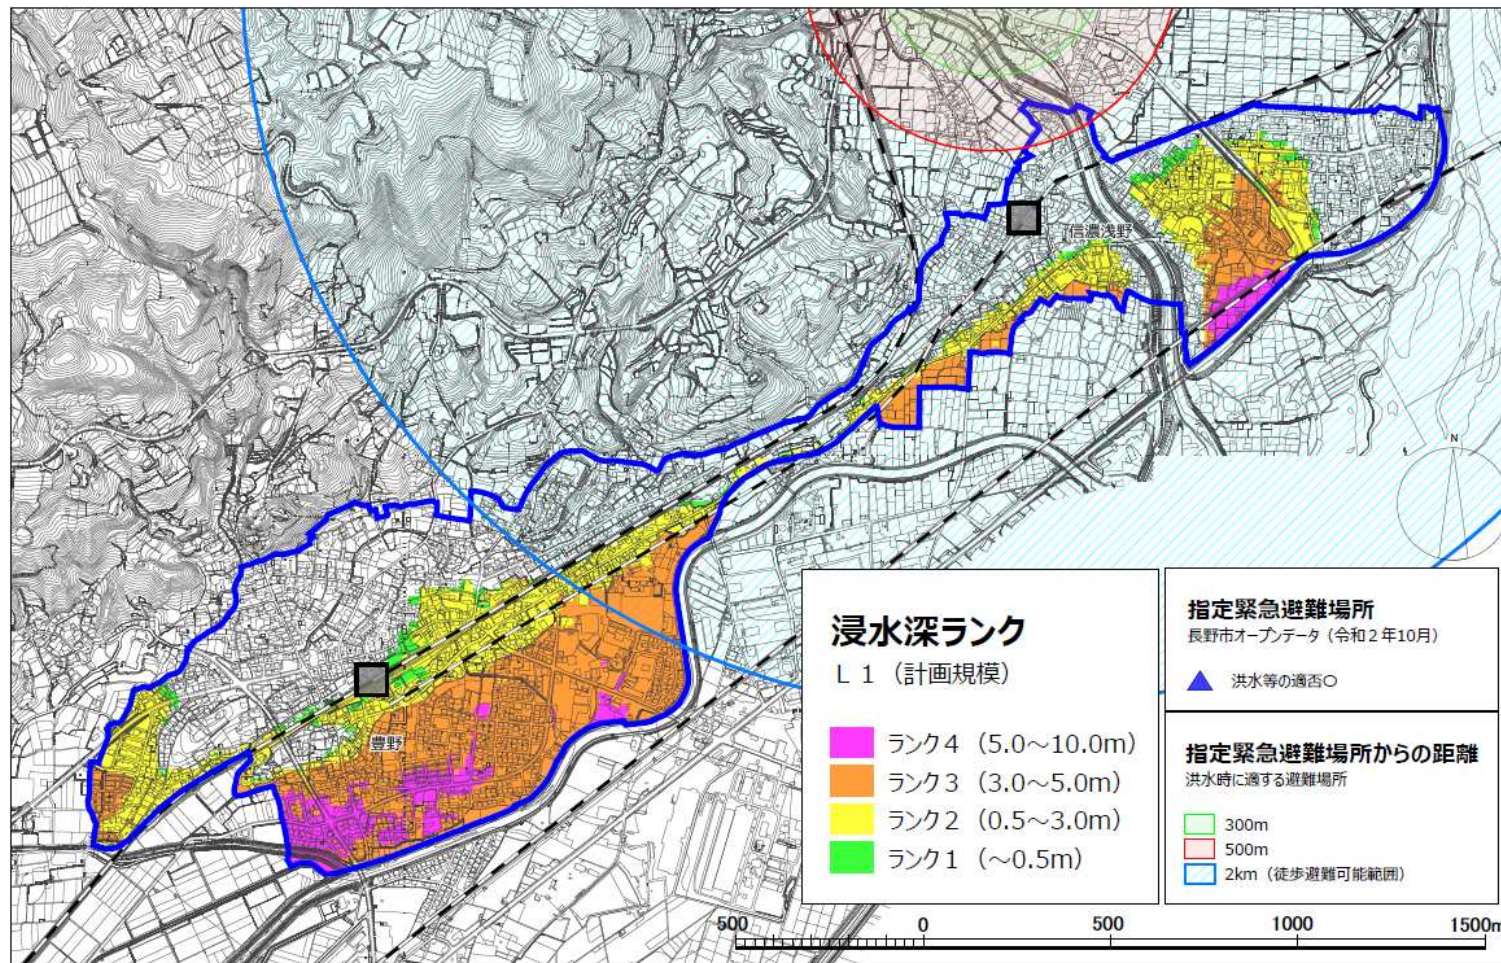 信濃浅野
豊野
N
浸水深ランク
L1（計画規模）
ランク4（5.0～10.0m）
ランク3（3.0～5.0m）
ランク2（0.5～3.0m）
ランク1（～0.5m）
指定緊急避難場所
長野市オープンデータ（令和2年10月）
洪水等の適否○
指定緊急避難場所からの距離
洪水時に適する避難場所
300m
500m
2km（徒歩避難可能範囲）
500 0 500 1000 1500m